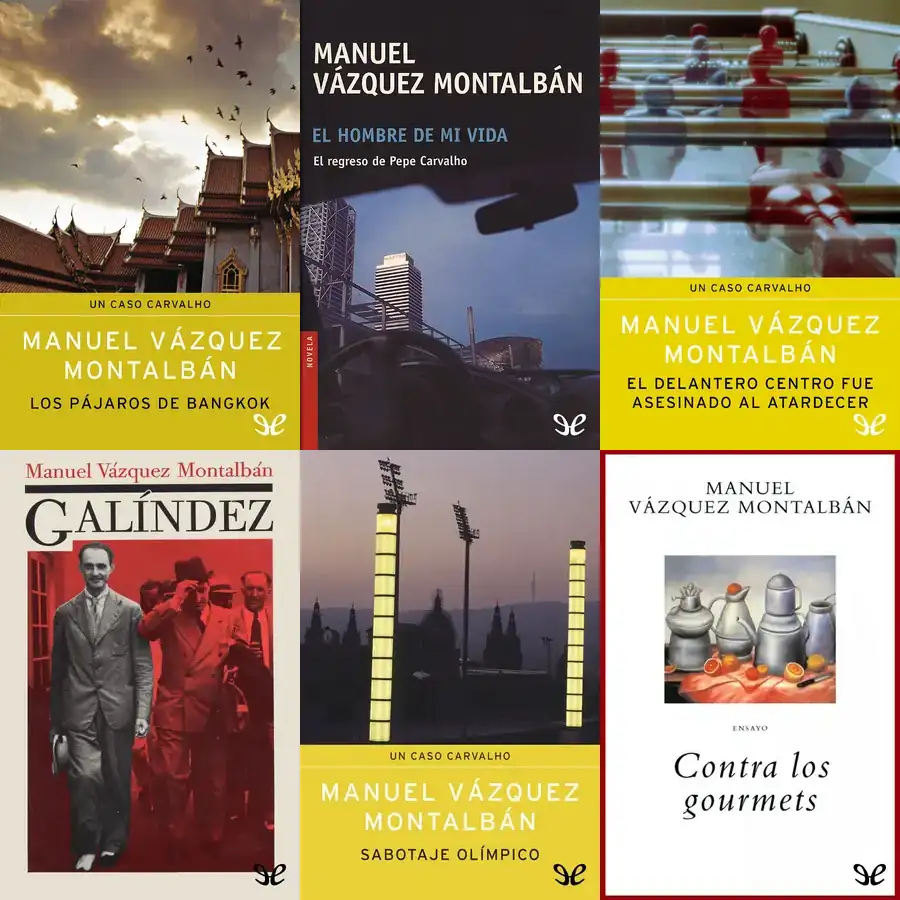 UN CASO CARVALHO
MANUEL VÁZQUEZ
MONTALBÁN
LOS PÁJAROS DE BANGKOK
MANUEL
VÁZQUEZ MONTALBÁN
EL HOMBRE DE MI VIDA
El regreso de Pepe Carvalho
NOVELA
UN CASO CARVALHO
MANUEL VÁZQUEZ
MONTALBÁN
EL DELANTERO CENTRO FUE
ASESINADO AL ATARDECER
Manuel Vázquez Montalbán
GALÍNDEZ
UN CASO CARVALHO
MANUEL VÁZQUEZ
MONTALBÁN
SABOTAJE OLÍMPICO
MANUEL
VÁZQUEZ MONTALBÁN
ENSAYO
Contra los
gourmets